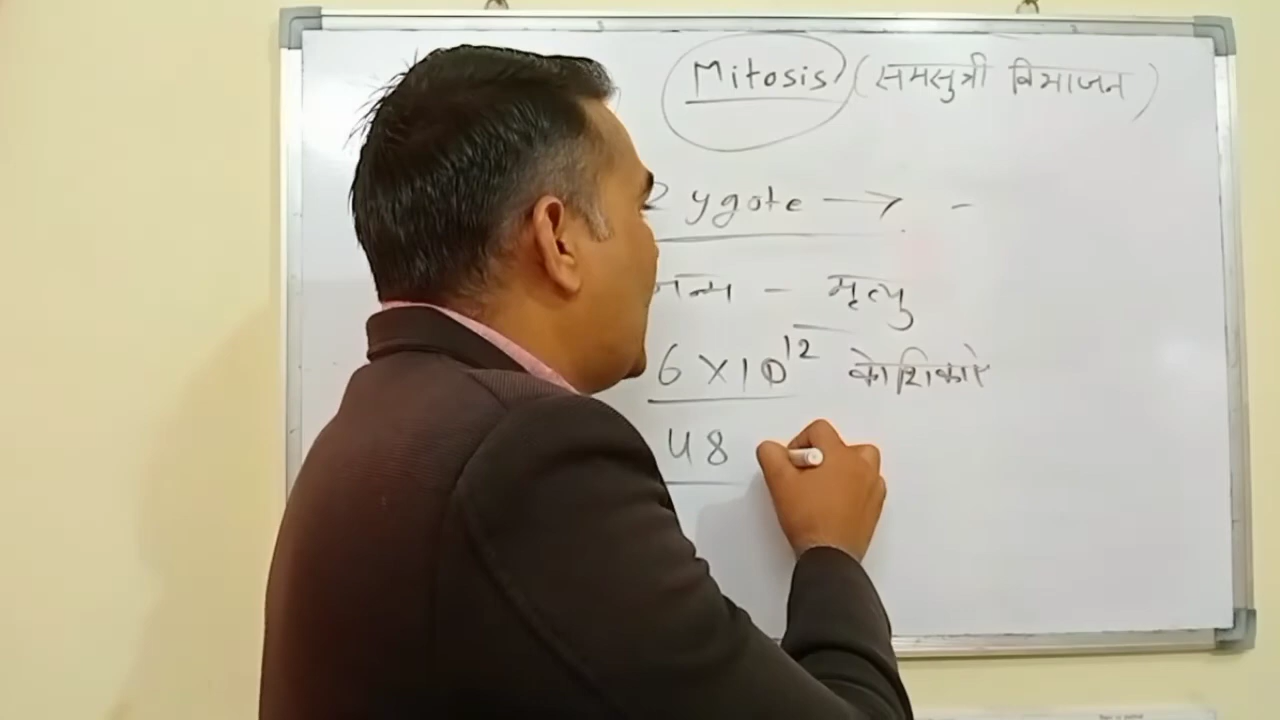 Mitosis (समसुत्री विभाजन)
Zygote → -
जन्म - मृत्यु
6 X 10¹² कोशिकाऐ
48